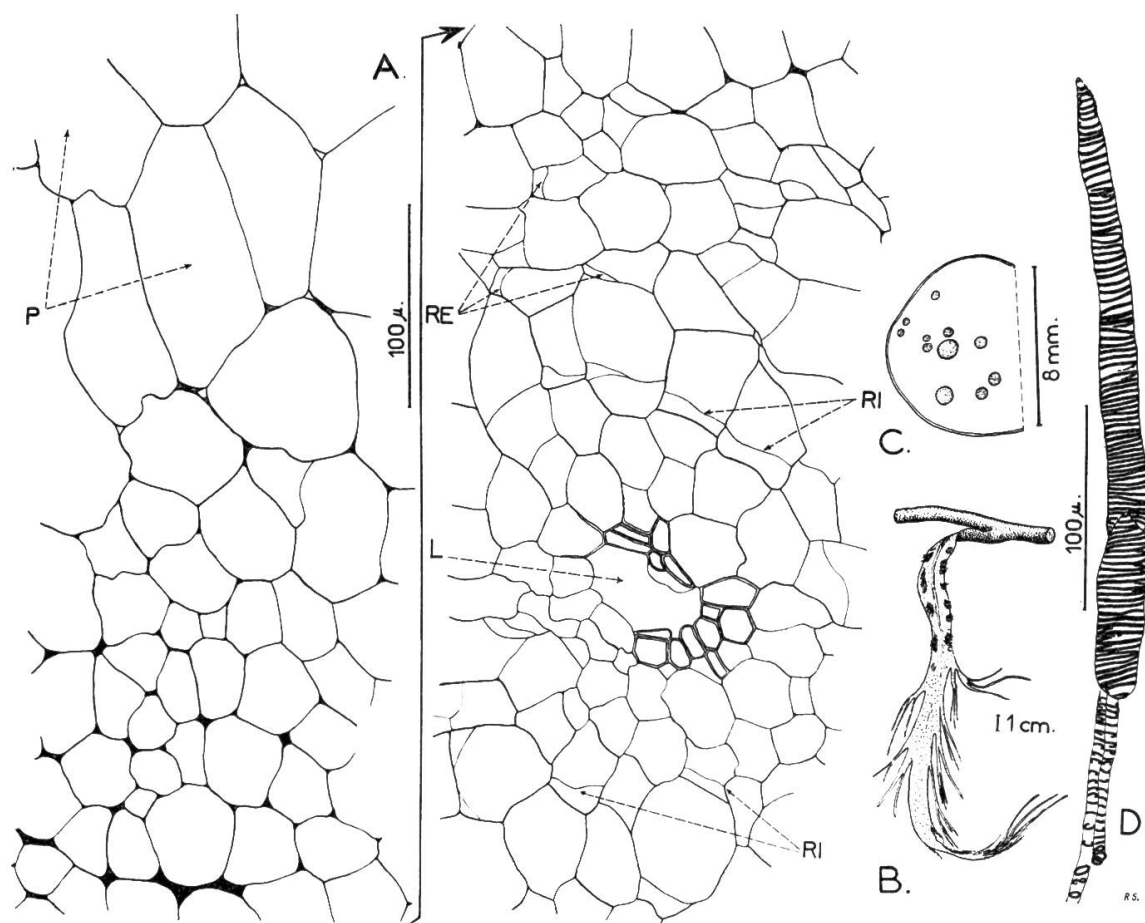 A.
P
100 μ.
RE
RI
L
RI
C.
8 mm.
B.
1 cm.
100 μ.
D
R S.